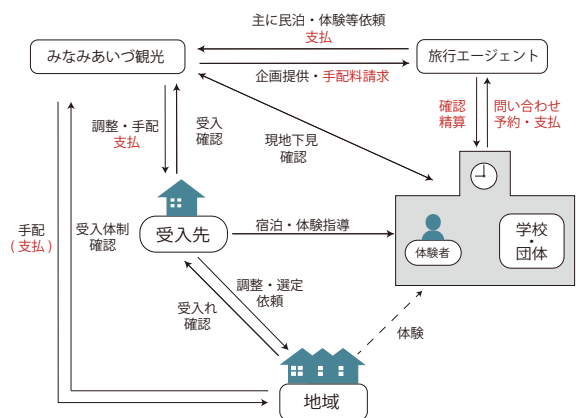 主に民泊・体験等依頼
支払
みなみあいづ観光
旅行エージェント
企画提供・手配料請求
調整・手配
支払
受入
確認
現地下見
確認
確認
精算
問い合わせ
予約・支払
手配
(支払)
受入体制
確認
受入先
宿泊・体験指導
体験者
学校
・
団体
調整・選定
依頼
受入れ
確認
体験
地域